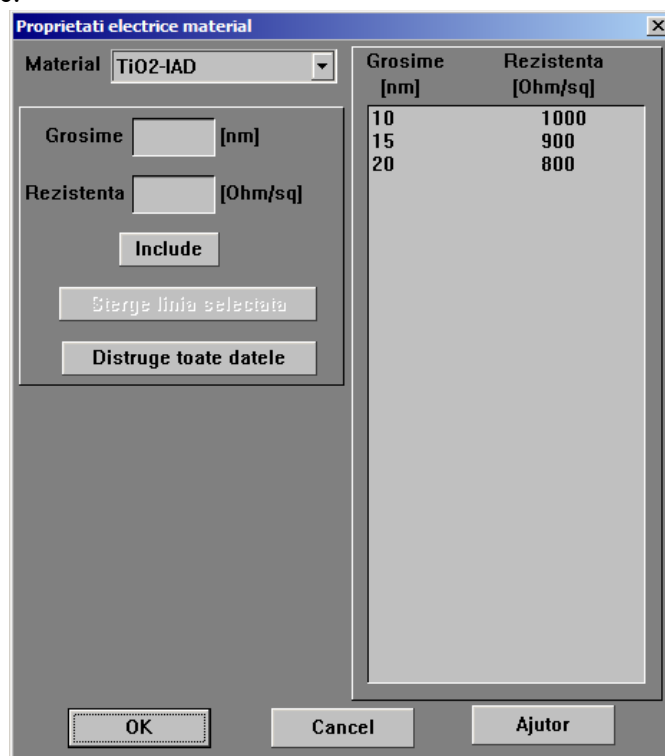 Proprietati electrice material
Material TiO2-IAD
Grosime [nm]
Rezistenta [Ohm/sq]
Include
Sterge linia selectata
Distruge toate datele
Grosime Rezistenta
[nm] [Ohm/sq]
10 1000
15 900
20 800
OK Cancel Ajutor